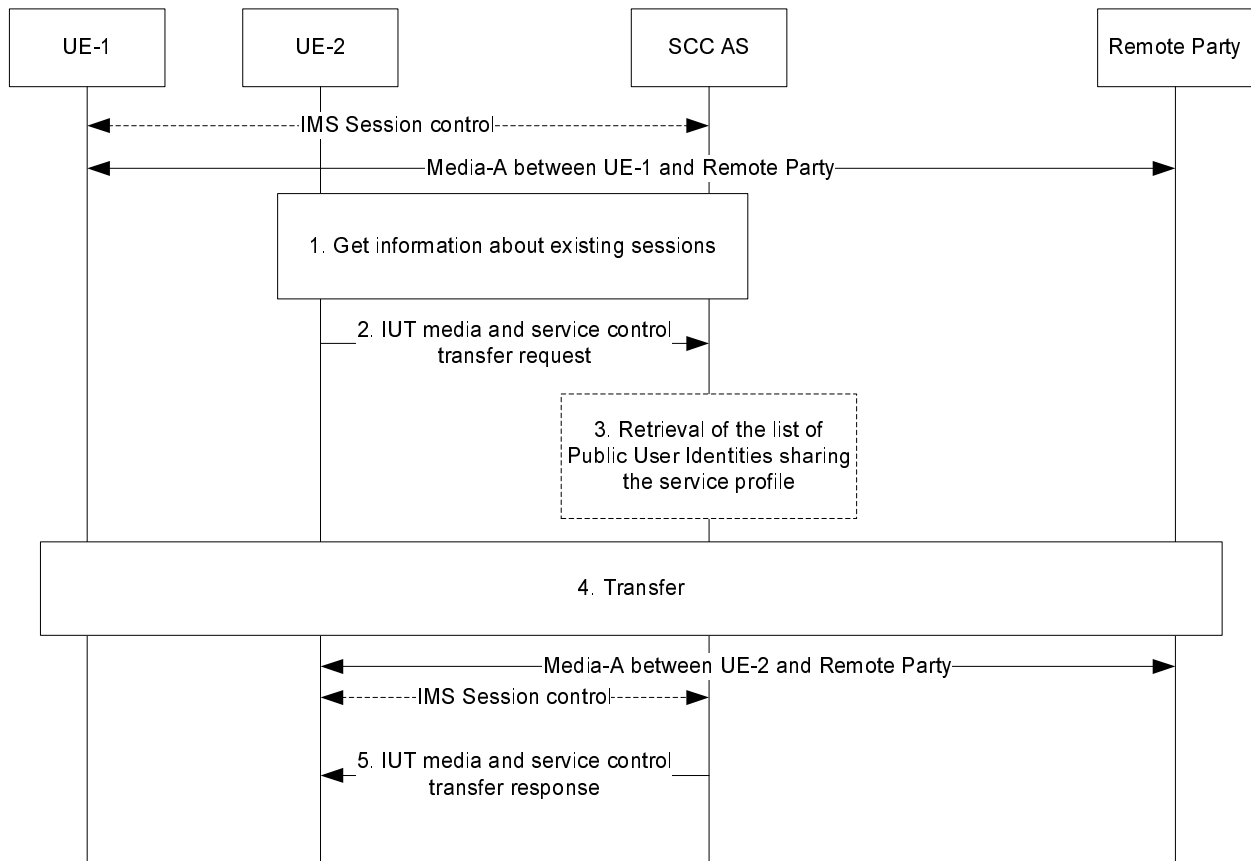 UE-1
UE-2
SCC AS
Remote Party
IMS Session control
Media-A between UE-1 and Remote Party
1. Get information about existing sessions
2. IUT media and service control
transfer request
3. Retrieval of the list of
Public User Identities sharing
the service profile
4. Transfer
Media-A between UE-2 and Remote Party
IMS Session control
5. IUT media and service control
transfer response